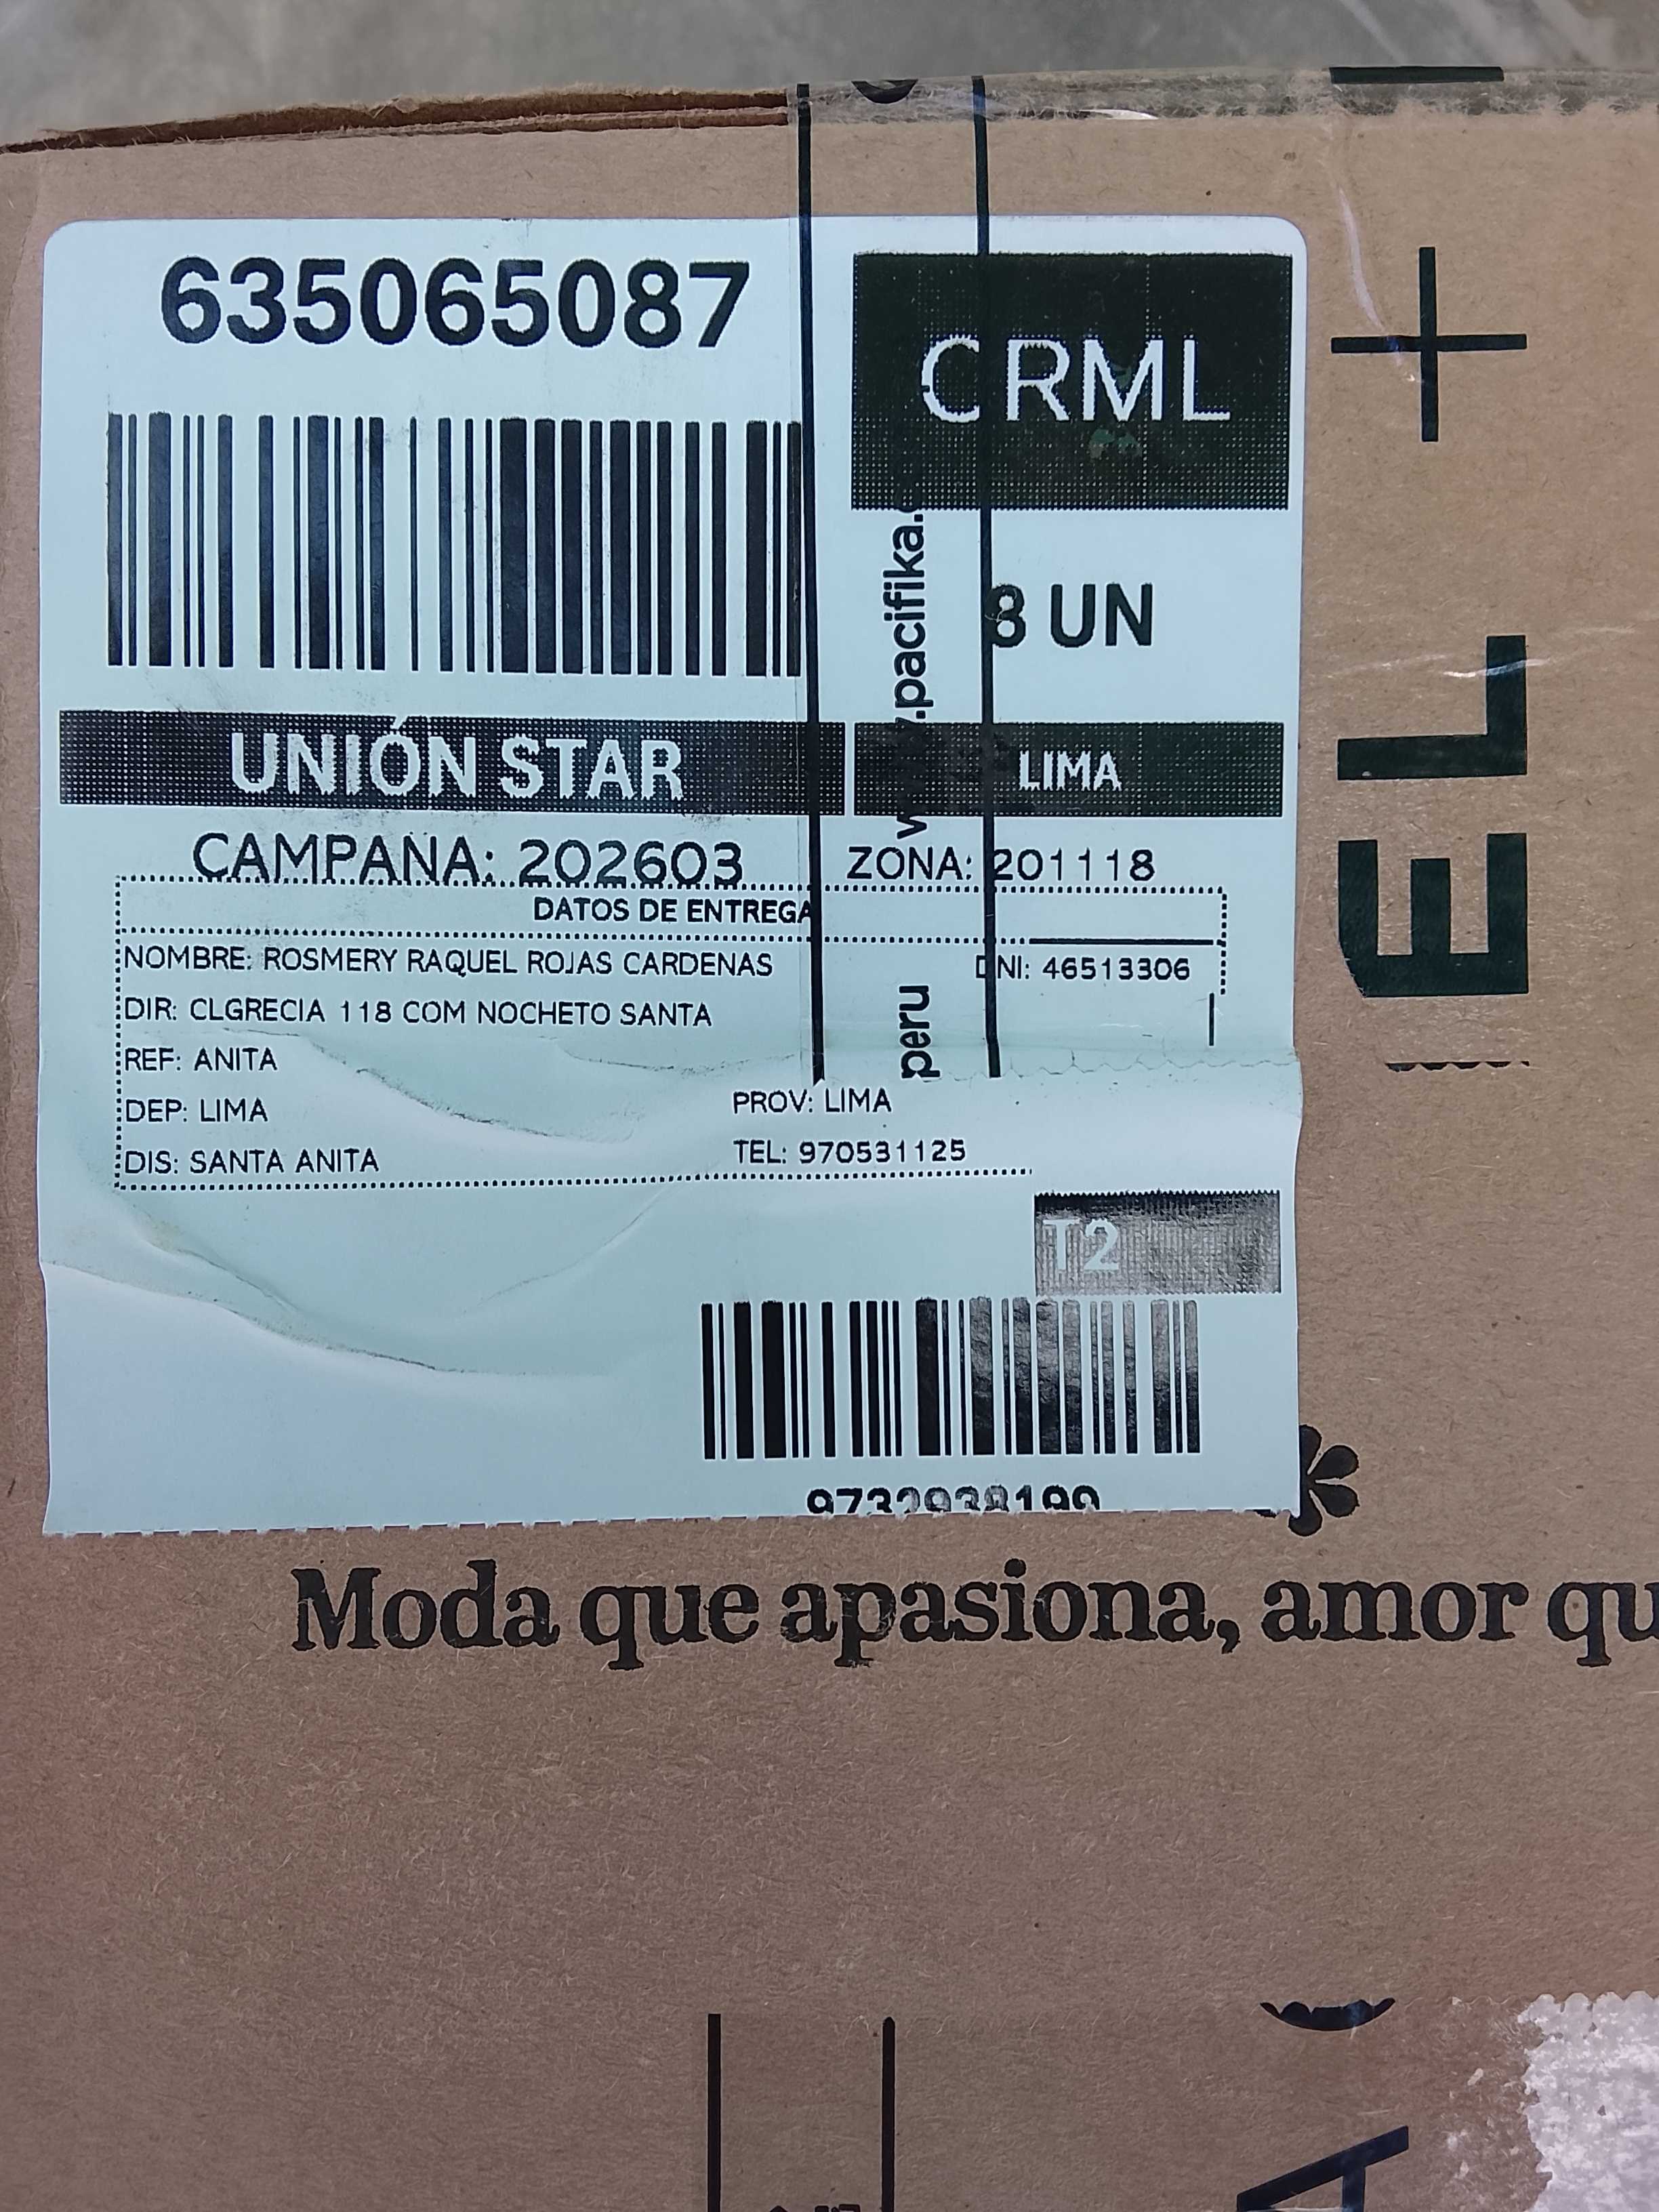 635065087
CRML
8 UN
www.pacifika.
peru
UNIÓN STAR
LIMA
CAMPANA: 202603
ZONA: 201118
DATOS DE ENTREGA
NOMBRE: ROSMERY RAQUEL ROJAS CARDENAS
DNI: 46513306
DIR: CLGRECIA 118 COM NOCHETO SANTA
REF: ANITA
DEP: LIMA
PROV: LIMA
DIS: SANTA ANITA
TEL: 970531125
T2
EL +
Moda que apasiona, amor qu
A